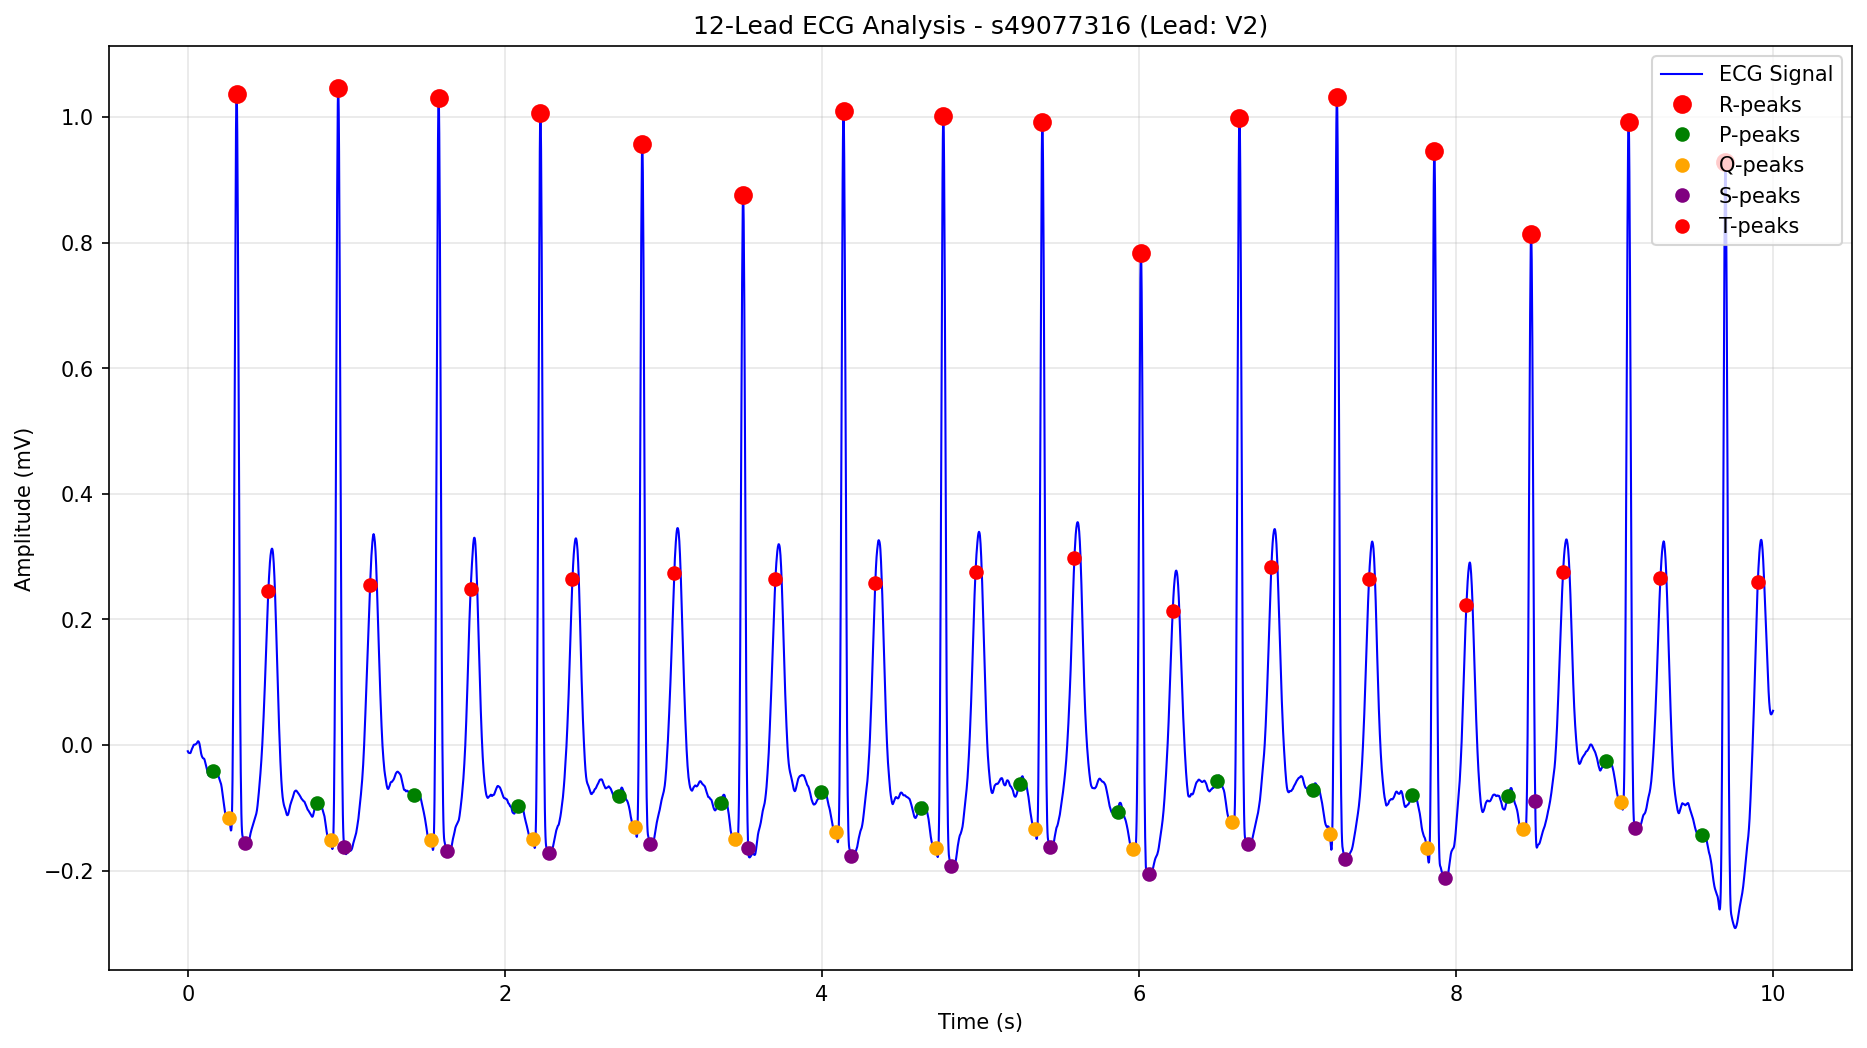 12-Lead ECG Analysis - s49077316 (Lead: V2)
ECG Signal
R-peaks
P-peaks
Q-peaks
S-peaks
T-peaks
Amplitude (mV)
1.0
0.8
0.6
0.4
0.2
0.0
−0.2
0 2 4 6 8 10
Time (s)